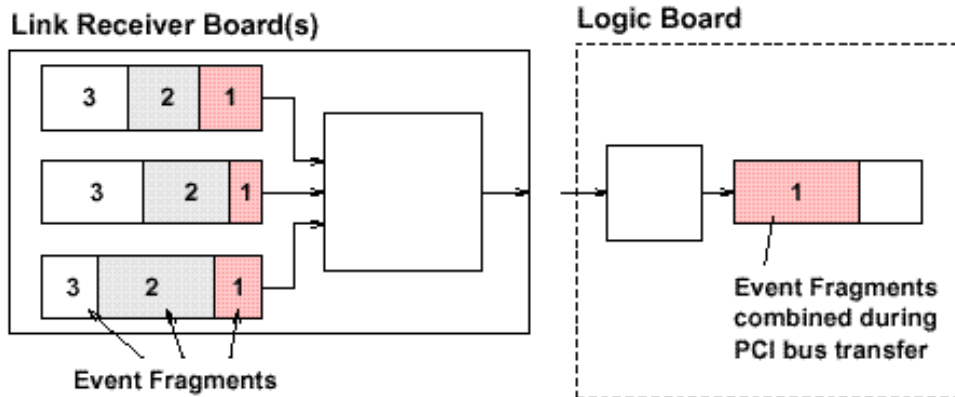 Link Receiver Board(s)
Logic Board
3 2 1
3 2 1
3 2 1
1
Event Fragments
combined during
PCI bus transfer
Event Fragments